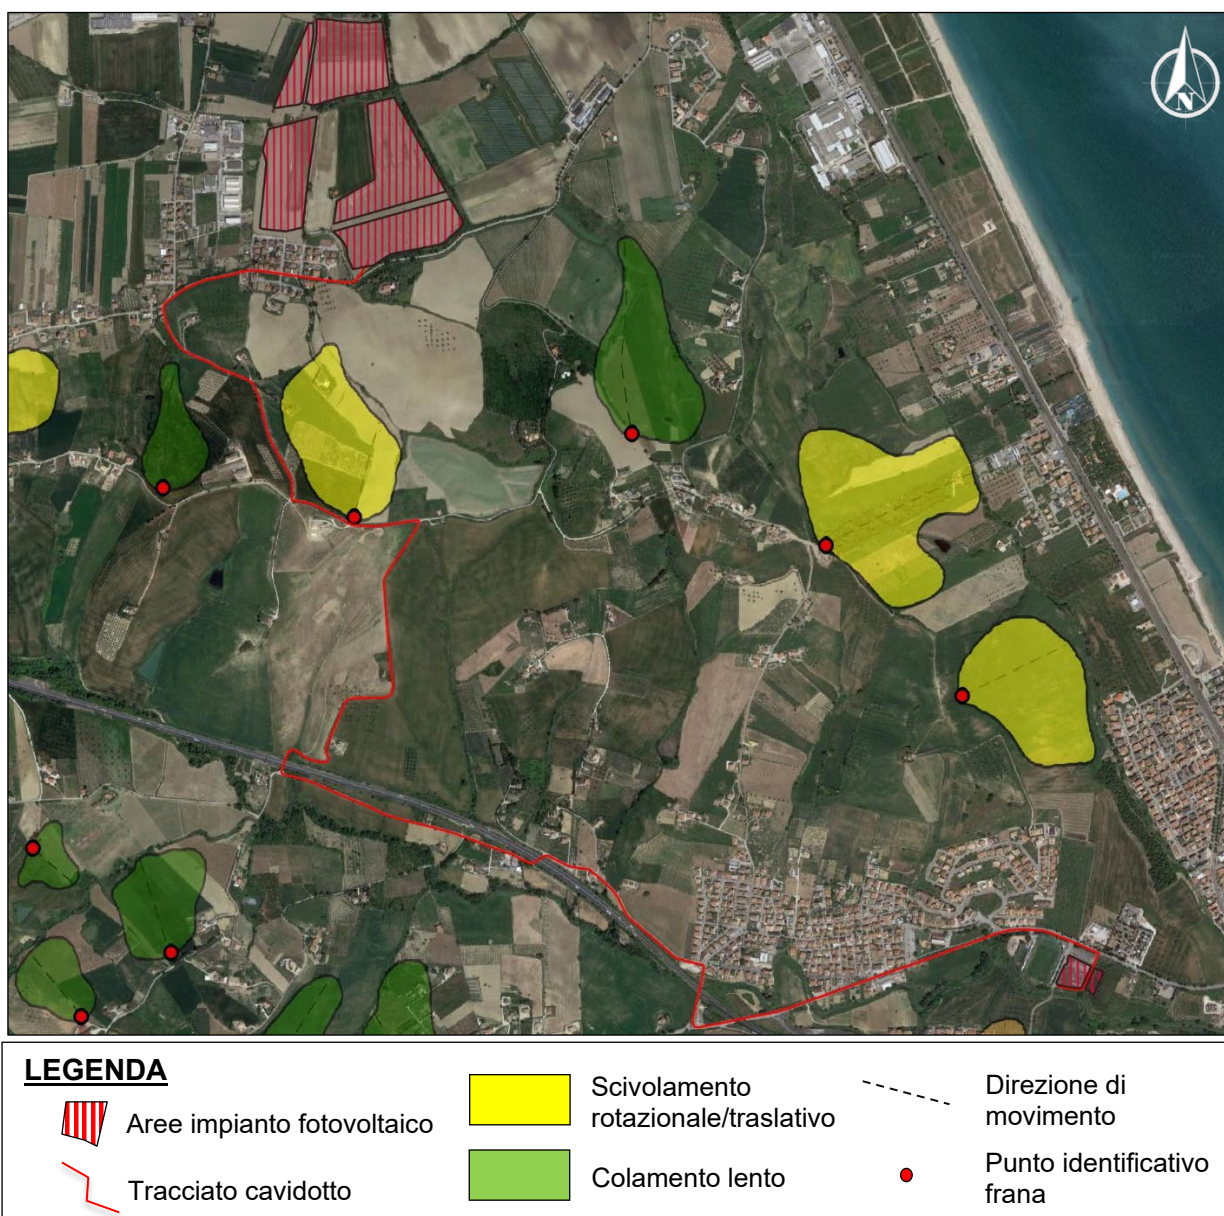 N
LEGENDA
Aree impianto fotovoltaico
Tracciato cavidotto
Scivolamento
rotazionale/traslativo
Colamento lento
Direzione di
movimento
Punto identificativo
frana